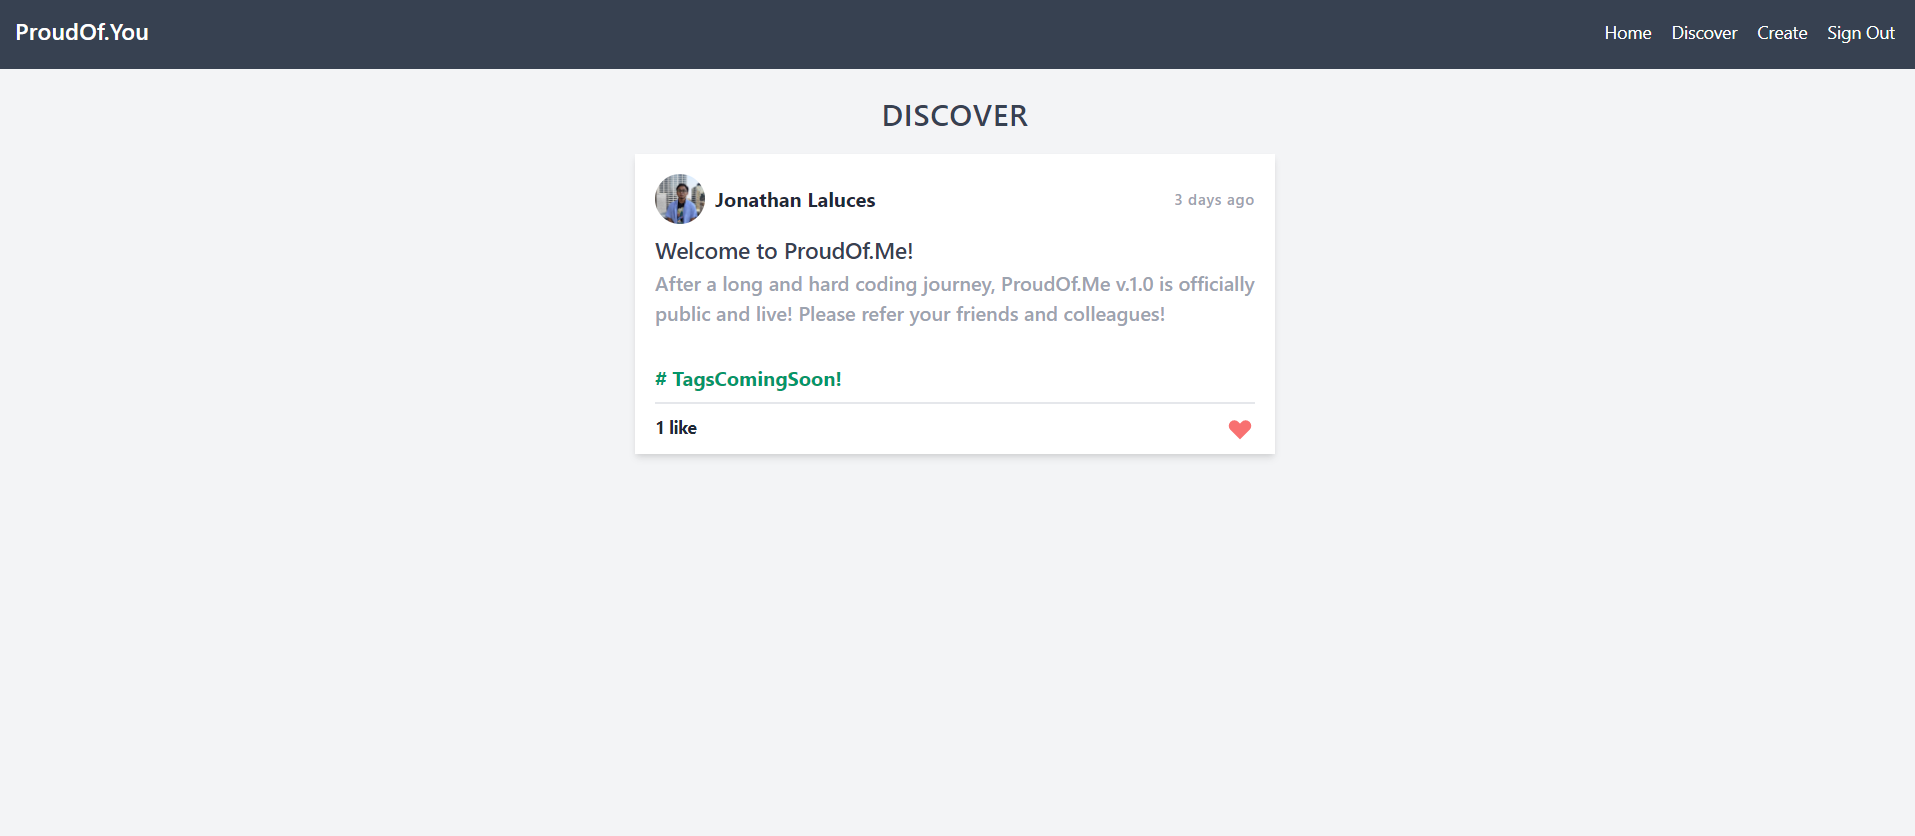 ProudOf.You
Home Discover Create Sign Out
DISCOVER
Jonathan Laluces
3 days ago
Welcome to ProudOf.Me!
After a long and hard coding journey, ProudOf.Me v.1.0 is officially
public and live! Please refer your friends and colleagues!
# TagsComingSoon!
1 like